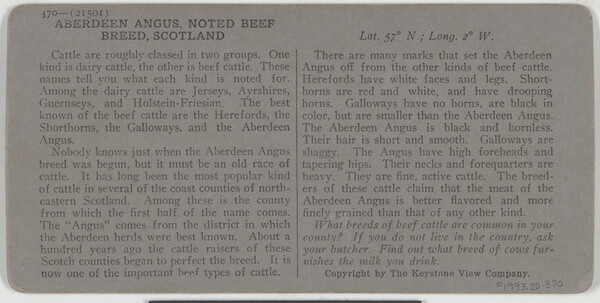 370—(21501)
ABERDEEN ANGUS, NOTED BEEF
BREED, SCOTLAND
Cattle are roughly classed in two groups. One
kind is dairy cattle, the other is beef cattle. These
names tell you what each kind is noted for.
Among the dairy cattle are Jerseys, Ayrshires,
Guernseys, and Holstein-Friesian. The best
known of the beef cattle are the Herefords, the
Shorthorns, the Galloways, and the Aberdeen
Angus.
Nobody knows just when the Aberdeen Angus
breed was begun, but it must be an old race of
cattle. It has long been the most popular kind
of cattle in several of the coast counties of north-
eastern Scotland. Among these is the county
from which the first half of the name comes.
The "Angus" comes from the district in which
the Aberdeen herds were best known. About a
hundred years ago the cattle raisers of these
Scotch counties began to perfect the breed. It is
now one of the important beef types of cattle.
Lat. 57° N.; Long. 2° W.
There are many marks that set the Aberdeen
Angus off from the other kinds of beef cattle.
Herefords have white faces and legs. Short-
horns are red and white, and have drooping
horns. Galloways have no horns, are black in
color, but are smaller than the Aberdeen Angus.
The Aberdeen Angus is black and hornless.
Their hair is short and smooth. Galloways are
shaggy. The Angus have high foreheads and
tapering hips. Their necks and forequarters are
heavy. They are fine, active cattle. The breed-
ers of these cattle claim that the meat of the
Aberdeen Angus is better flavored and more
finely grained than that of any other kind.
What breeds of beef cattle are common in your
county? If you do not live in the country, ask
your butcher. Find out what breed of cows fur-
nishes the milk you drink.
Copyright by The Keystone View Company.
P1993.20.370